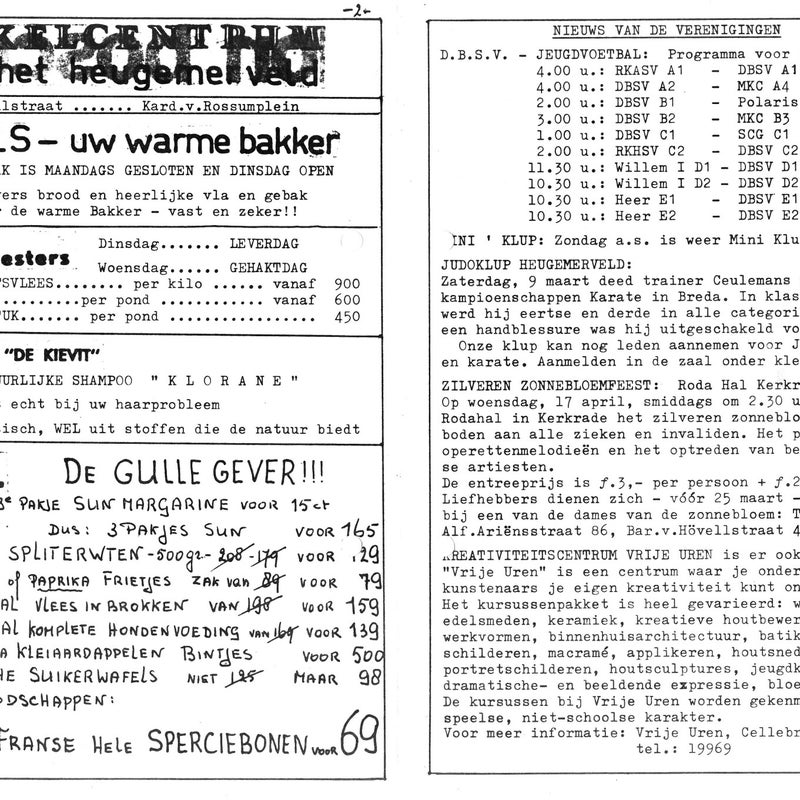 -2-
KELCENTRUM
het heugemerveld
lstraat ....... Kard.v.Rossumplein
LS - uw warme bakker
K IS MAANDAGS GESLOTEN EN DINSDAG OPEN
vers brood en heerlijke vla en gebak
de warme Bakker - vast en zeker!!
esters
Dinsdag....... LEVERDAG
Woensdag...... GEHAKTDAG
TSVLEES........ per kilo ...... vanaf 900
..........per pond ............ vanaf 600
UK....... per pond ................. 450
"DE KIEVIT"
UURLIJKE SHAMPOO " K L O R A N E "
echt bij uw haarprobleem
isch, WEL uit stoffen die de natuur biedt
DE GULLE GEVER!!!
3e PAKJE SUN MARGARINE VOOR 15ct
DUS: 3 PAKJES SUN VOOR 165
SPLITERWTEN - 500gr - 208 - 179 VOOR .29
of PAPRIKA FRIETJES ZAK van 89 VOOR 79
AL VLEES IN BROKKEN VAN 198 VOOR 159
AL KOMPLETE HONDENVOEDING VAN 169 VOOR 139
A KLEIAARDAPPELEN BINTJES VOOR 500
HE SUIKERWAFELS NIET 125 MAAR 98
ODSCHAPPEN:
FRANSE HELE SPERCIEBONEN VOOR 69
NIEUWS VAN DE VERENIGINGEN
D.B.S.V. - JEUGDVOETBAL: Programma voor
4.00 u.: RKASV A1 - DBSV A1
4.00 u.: DBSV A2 - MKC A4
2.00 u.: DBSV B1 - Polaris
3.00 u.: DBSV B2 - MKC B3
1.00 u.: DBSV C1 - SCG C1
2.00 u.: RKHSV C2 - DBSV C2
11.30 u.: Willem I D1 - DBSV D1
10.30 u.: Willem I D2 - DBSV D2
10.30 u.: Heer E1 - DBSV E1
10.30 u.: Heer E2 - DBSV E2
INI ' KLUP: Zondag a.s. is weer Mini Klu
JUDOKLUP HEUGEMERVELD:
Zaterdag, 9 maart deed trainer Ceulemans
kampioenschappen Karate in Breda. In klas
werd hij eertse en derde in alle categori
een handblessure was hij uitgeschakeld vo
Onze klup kan nog leden aannemen voor J
en karate. Aanmelden in de zaal onder kle
ZILVEREN ZONNEBLOEMFEEST: Roda Hal Kerkr
Op woensdag, 17 april, smiddags om 2.30 u
Rodahal in Kerkrade het zilveren zonneblo
boden aan alle zieken en invaliden. Het p
operettenmelodieën en het optreden van be
se artiesten.
De entreeprijs is f.3,- per persoon + f.2
Liefhebbers dienen zich - vóór 25 maart -
bij een van de dames van de zonnebloem: T
Alf.Ariënsstraat 86, Bar.v.Hövellstraat 4
KREATIVITEITSCENTRUM VRIJE UREN is er ook
"Vrije Uren" is een centrum waar je onder
kunstenaars je eigen kreativiteit kunt on
Het kursussenpakket is heel gevarieerd: w
edelsmeden, keramiek, kreatieve houtbewer
werkvormen, binnenhuisarchitectuur, batik
schilderen, macramé, applikeren, houtsned
portretschilderen, houtsculptures, jeugdk
dramatische- en beeldende expressie, bloe
De kursussen bij Vrije Uren worden gekenm
speelse, niet-schoolse karakter.
Voor meer informatie: Vrije Uren, Cellebr
tel.: 19969